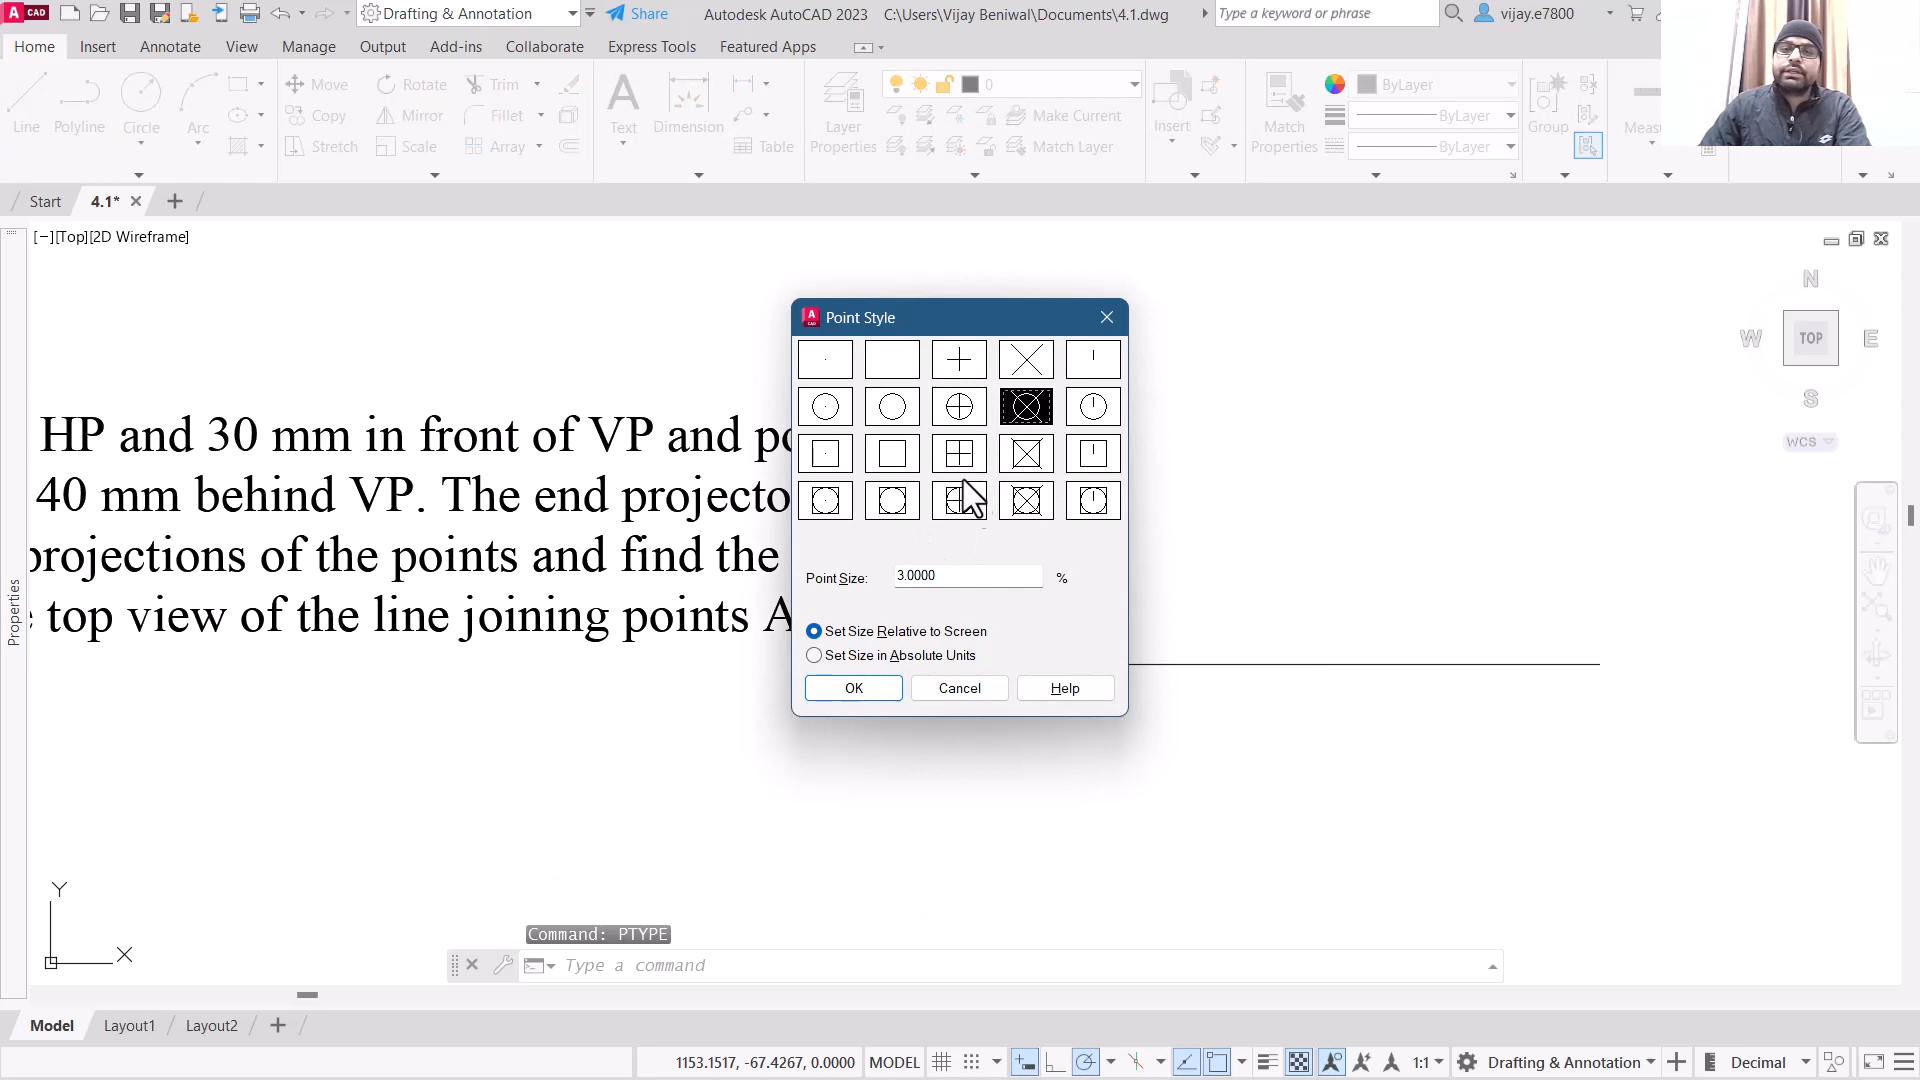 A CAD
Drafting & Annotation
Share
Autodesk AutoCAD 2023 C:\Users\Vijay Beniwal\Documents\4.1.dwg
Type a keyword or phrase
vijay.e7800
Home Insert Annotate View Manage Output Add-ins Collaborate Express Tools Featured Apps
Line Polyline Circle Arc
Move Rotate Trim
Copy Mirror Fillet
Stretch Scale Array
Text Dimension
Table
Layer
Properties
0
Make Current
Match Layer
Insert
Match
Properties
ByLayer
ByLayer
ByLayer
Group
Start 4.1*
[−][Top][2D Wireframe]
N
W TOP E
S
WCS
HP and 30 mm in front of VP and
40 mm behind VP. The end
projections of the points and find the
top view of the line joining points A
Properties
A CAD Point Style
Point Size: 3.0000 %
Set Size Relative to Screen
Set Size in Absolute Units
OK Cancel Help
Y
X
Command: PTYPE
Type a command
Model Layout1 Layout2
1153.1517, -67.4267, 0.0000 MODEL 1:1 Drafting & Annotation Decimal